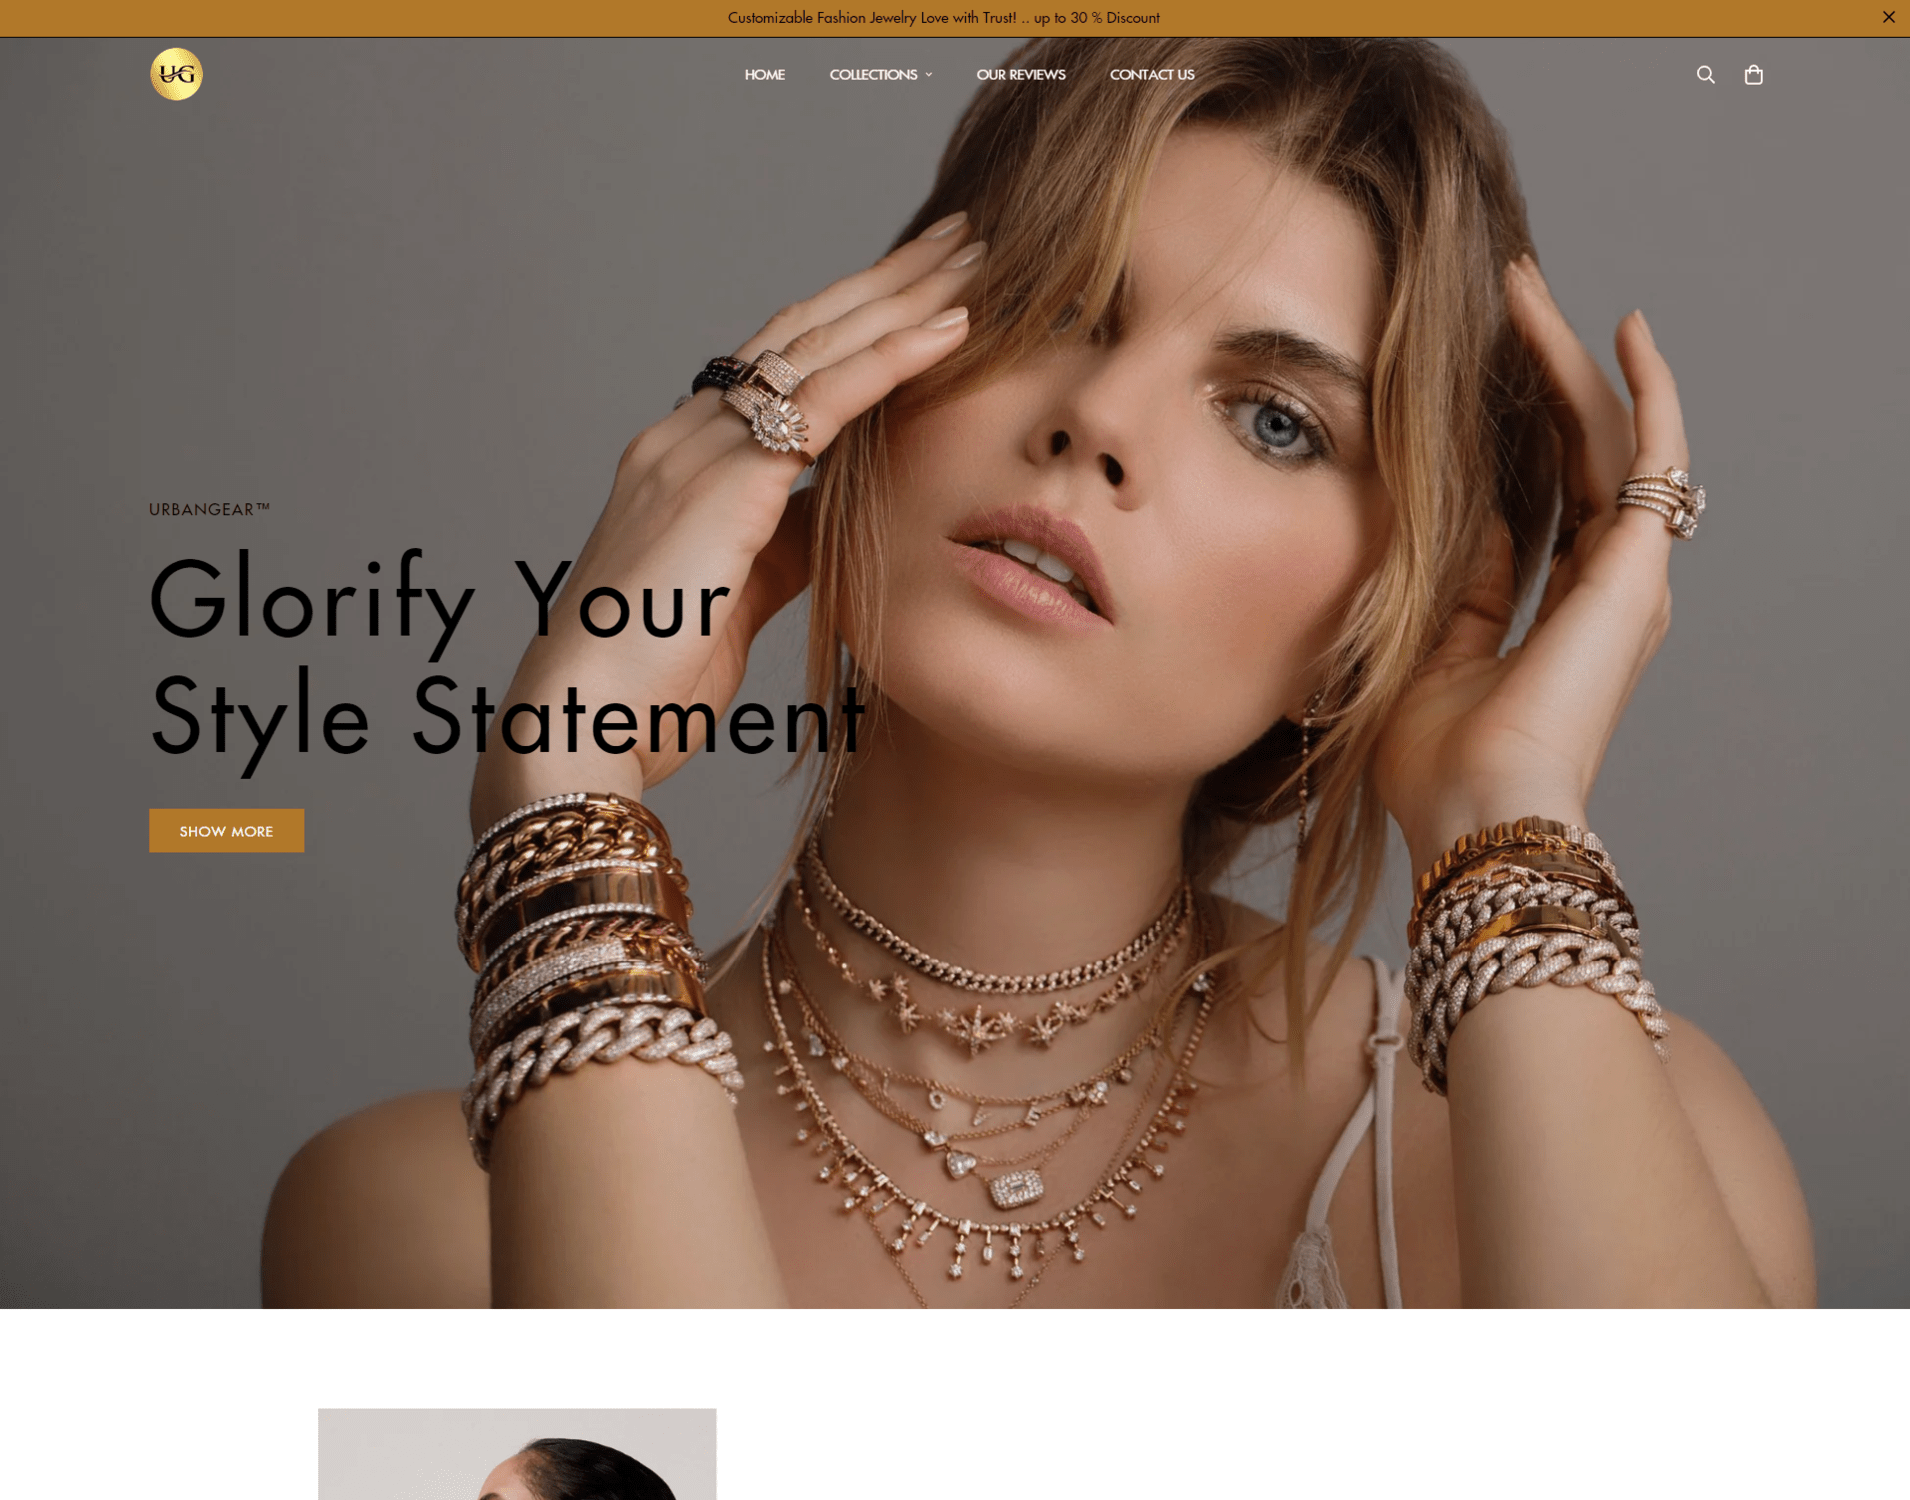 Customizable Fashion Jewelry Love with Trust! .. up to 30 % Discount
UG
HOME
COLLECTIONS
OUR REVIEWS
CONTACT US
URBANGEAR™
Glorify Your
Style Statement
SHOW MORE
OVE